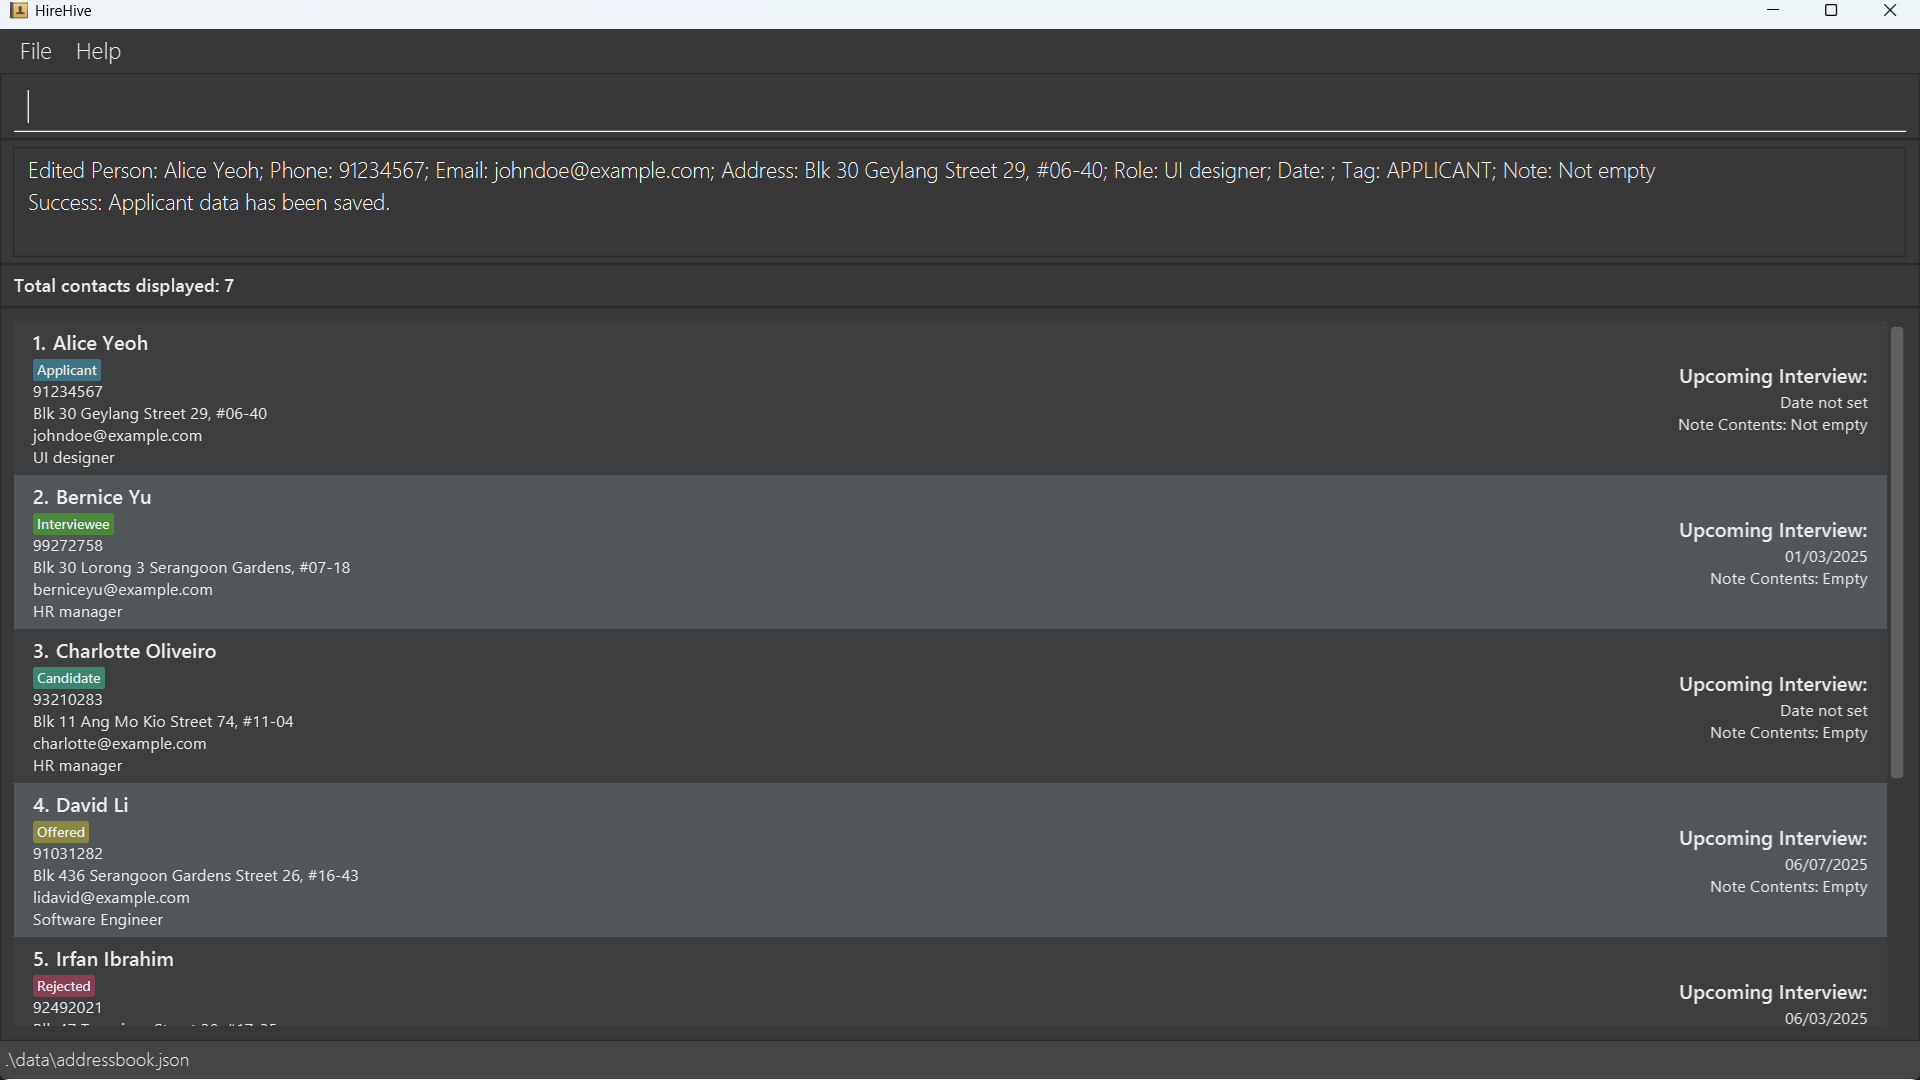 HireHive
File Help
Edited Person: Alice Yeoh; Phone: 91234567; Email: johndoe@example.com; Address: Blk 30 Geylang Street 29, #06-40; Role: UI designer; Date: ; Tag: APPLICANT; Note: Not empty
Success: Applicant data has been saved.
Total contacts displayed: 7
1. Alice Yeoh
Applicant
91234567
Blk 30 Geylang Street 29, #06-40
johndoe@example.com
UI designer
Upcoming Interview:
Date not set
Note Contents: Not empty
2. Bernice Yu
Interviewee
99272758
Blk 30 Lorong 3 Serangoon Gardens, #07-18
berniceyu@example.com
HR manager
Upcoming Interview:
01/03/2025
Note Contents: Empty
3. Charlotte Oliveiro
Candidate
93210283
Blk 11 Ang Mo Kio Street 74, #11-04
charlotte@example.com
HR manager
Upcoming Interview:
Date not set
Note Contents: Empty
4. David Li
Offered
91031282
Blk 436 Serangoon Gardens Street 26, #16-43
lidavid@example.com
Software Engineer
Upcoming Interview:
06/07/2025
Note Contents: Empty
5. Irfan Ibrahim
Rejected
92492021
Upcoming Interview:
06/03/2025
.\data\addressbook.json